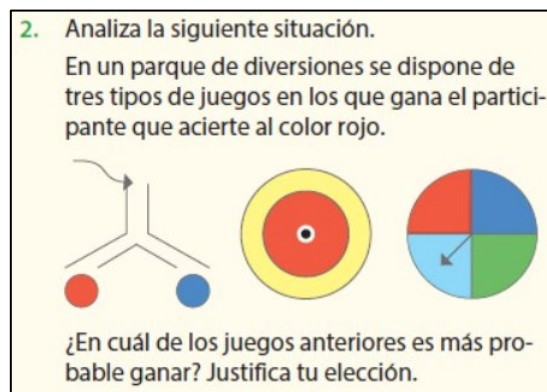 2. Analiza la siguiente situación.
En un parque de diversiones se dispone de
tres tipos de juegos en los que gana el partici-
pante que acierte al color rojo.
¿En cuál de los juegos anteriores es más pro-
bable ganar? Justifica tu elección.